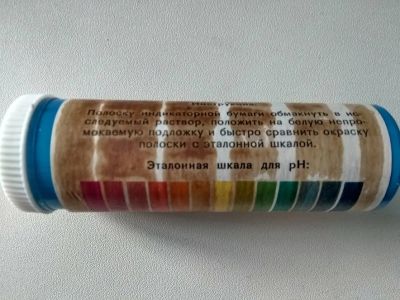 Инструкция:
Полоску индикаторной бумаги обмакнуть в ис-
следуемый раствор, положить на белую непро-
мокаемую подложку и быстро сравнить окраску
полоски с эталонной шкалой.
Эталонная шкала для рН: